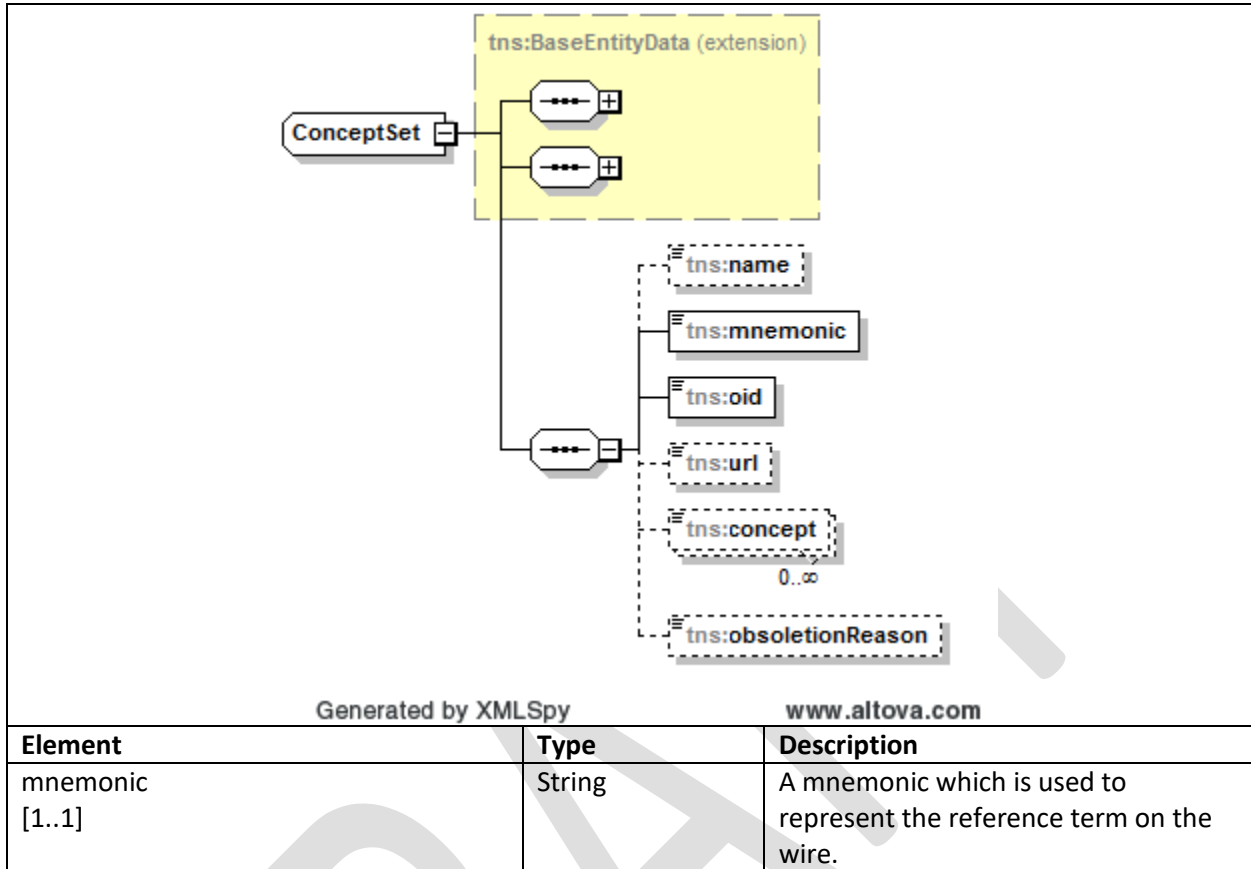 tns:BaseEntityData (extension)
ConceptSet
tns:name
tns:mnemonic
tns:oid
tns:url
tns:concept
0..∞
tns:obsoletionReason
Generated by XMLSpy www.altova.com
Element Type Description
mnemonic String A mnemonic which is used to
[1..1] represent the reference term on the
wire.